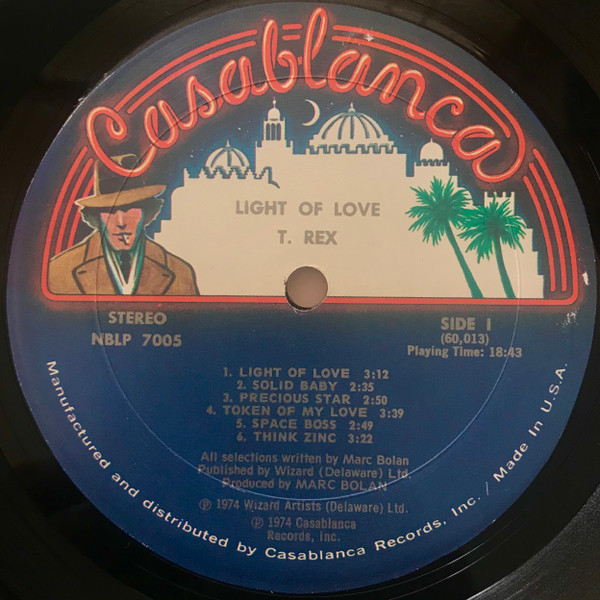 Casablanca
LIGHT OF LOVE
T. REX
STEREO
NBLP 7005
SIDE 1
(60,013)
Playing Time: 18:43
1. LIGHT OF LOVE 3:12
2. SOLID BABY 2:35
3. PRECIOUS STAR 2:50
4. TOKEN OF MY LOVE 3:39
5. SPACE BOSS 2:49
6. THINK ZINC 3:22
All selections written by Marc Bolan
Published by Wizard (Delaware) Ltd.
Produced by MARC BOLAN
℗ 1974 Wizard Artists (Delaware) Ltd.
℗ 1974 Casablanca
Records, Inc.
Manufactured and distributed by Casablanca Records, Inc. / Made In U.S.A.